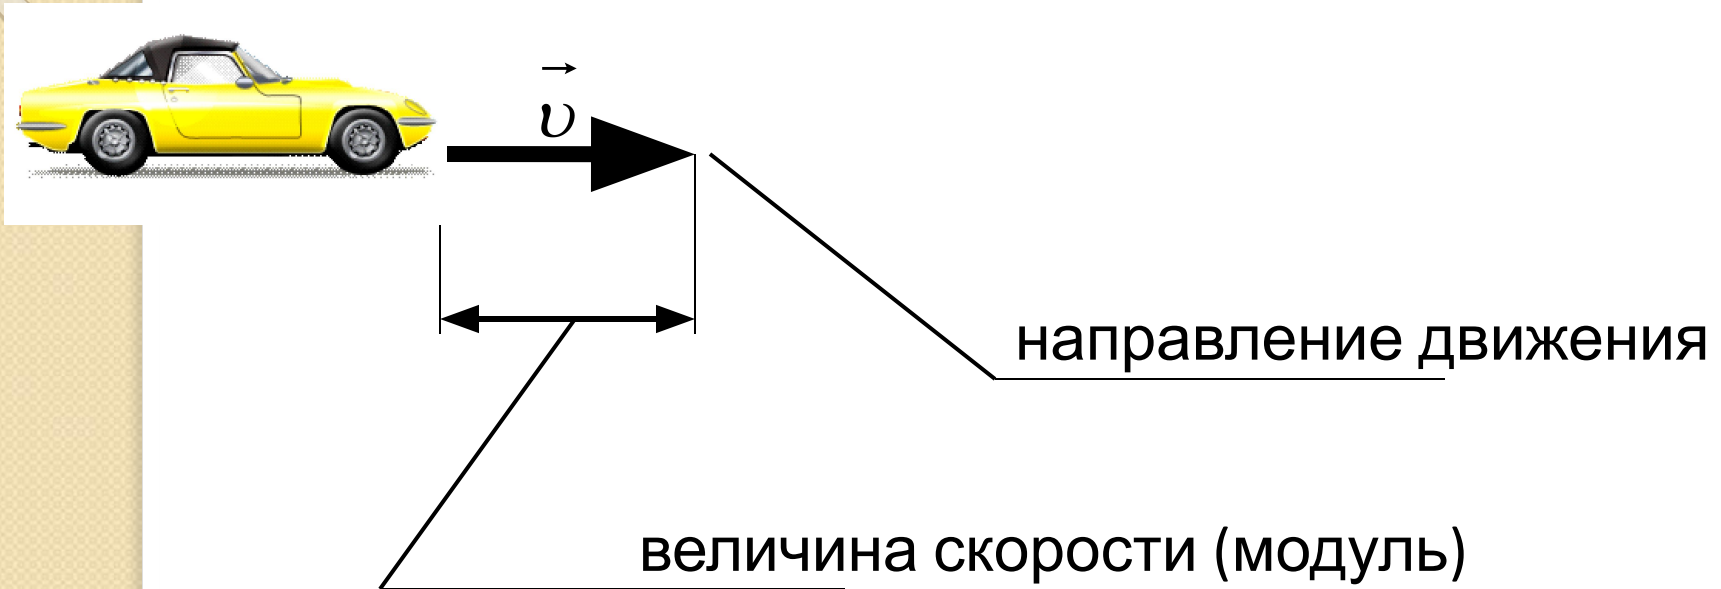 υ⃗
направление движения
величина скорости (модуль)